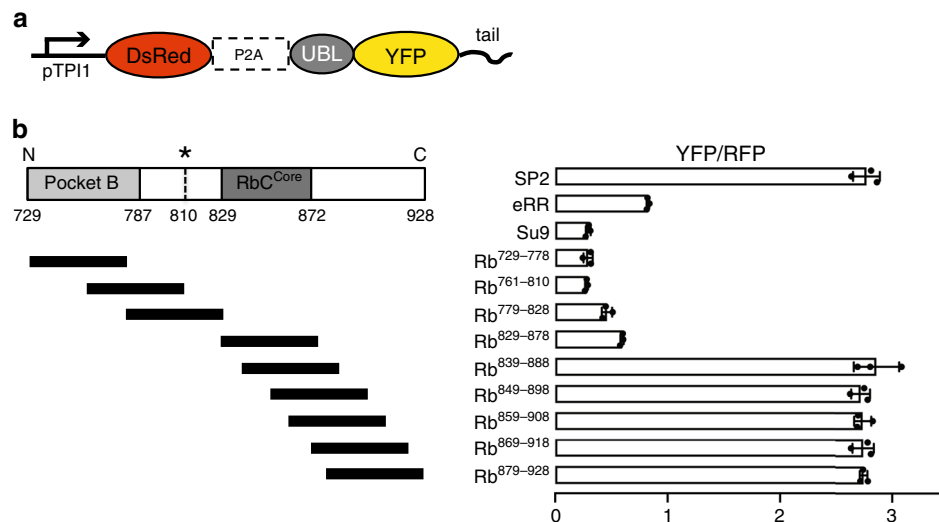 a
pTPI1 DsRed P2A UBL YFP tail
b
N * C
Pocket B RbC^Core
729 787 810 829 872 928
YFP/RFP
SP2
eRR
Su9
Rb^729–778
Rb^761–810
Rb^779–828
Rb^829–878
Rb^839–888
Rb^849–898
Rb^859–908
Rb^869–918
Rb^879–928
0 1 2 3